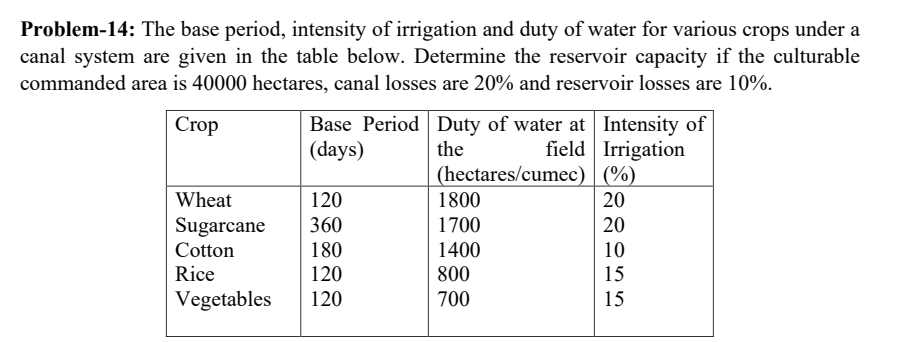 Problem-14: The base period, intensity of irrigation and duty of water for various crops under a
canal system are given in the table below. Determine the reservoir capacity if the culturable
commanded area is 40000 hectares, canal losses are 20% and reservoir losses are 10%.
Crop Base Period Duty of water at Intensity of
(days) the field Irrigation
(hectares/cumec) (%)
Wheat 120 1800 20
Sugarcane 360 1700 20
Cotton 180 1400 10
Rice 120 800 15
Vegetables 120 700 15